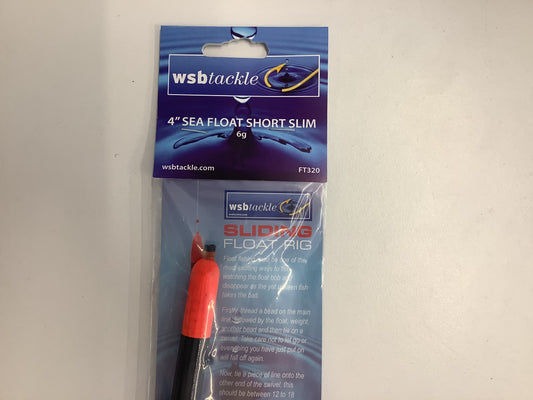 wsbtackle
4" SEA FLOAT SHORT SLIM
6g
wsbtackle.com FT320
wsbtackle
SLIDING
FLOAT RIG
Float fishing must be one of the
most exciting ways to fish
watching the float bob and
disappear on the yet unseen fish
takes the bait.
Firstly thread a bead on the main
line followed by the float, weight,
another bead and then tie on a
swivel. Take care not to let go or
everything you have just put on
will fall off again.
Now, tie a piece of line onto the
other end of the swivel, this
should be between 12 to 18